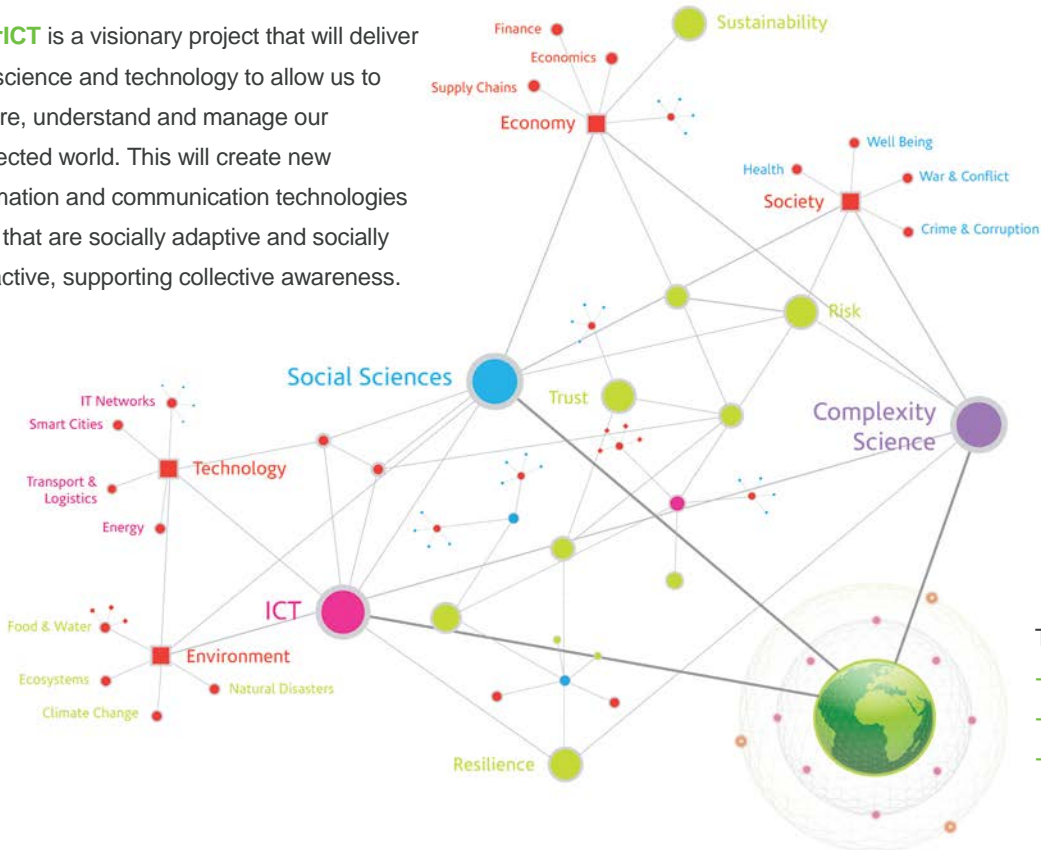 rICT is a visionary project that will deliver
science and technology to allow us to
re, understand and manage our
ected world. This will create new
mation and communication technologies
that are socially adaptive and socially
active, supporting collective awareness.
Sustainability
Finance
Economics
Supply Chains
Economy
Well Being
Health
War & Conflict
Society
Crime & Corruption
Risk
Social Sciences
Trust
Complexity
Science
IT Networks
Smart Cities
Technology
Transport &
Logistics
Energy
ICT
Food & Water
Environment
Ecosystems
Natural Disasters
Climate Change
Resilience